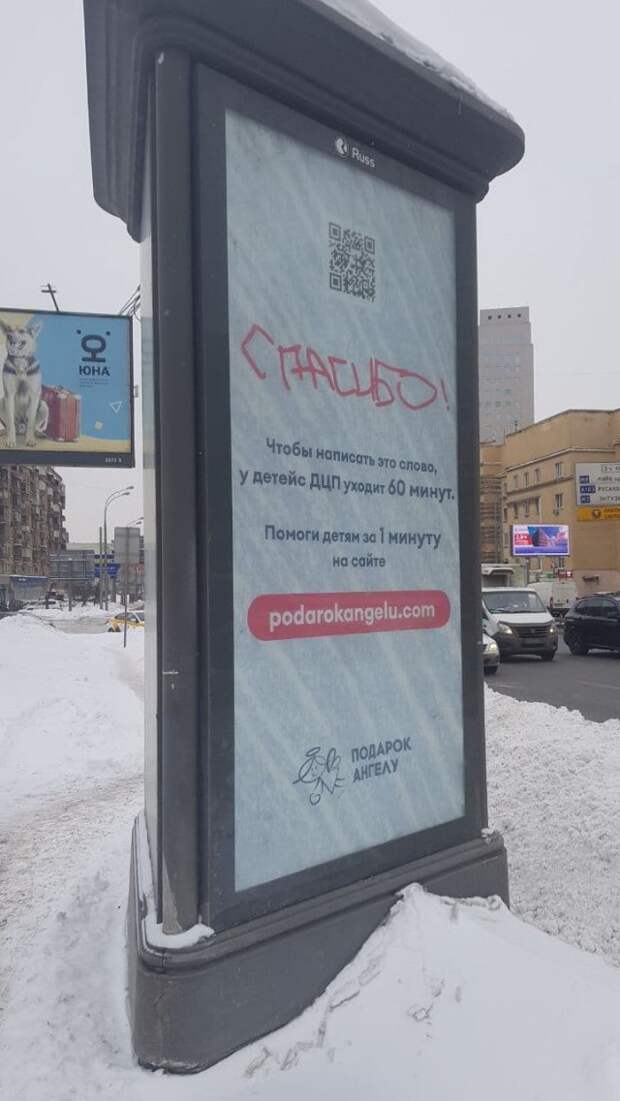 Russ
СПАСИБО!
Чтобы написать это слово,
у детейс ДЦП уходит 60 минут.
Помоги детям за 1 минуту
на сайте
podarokangelu.com
ПОДАРОК
АНГЕЛУ
ЮНА